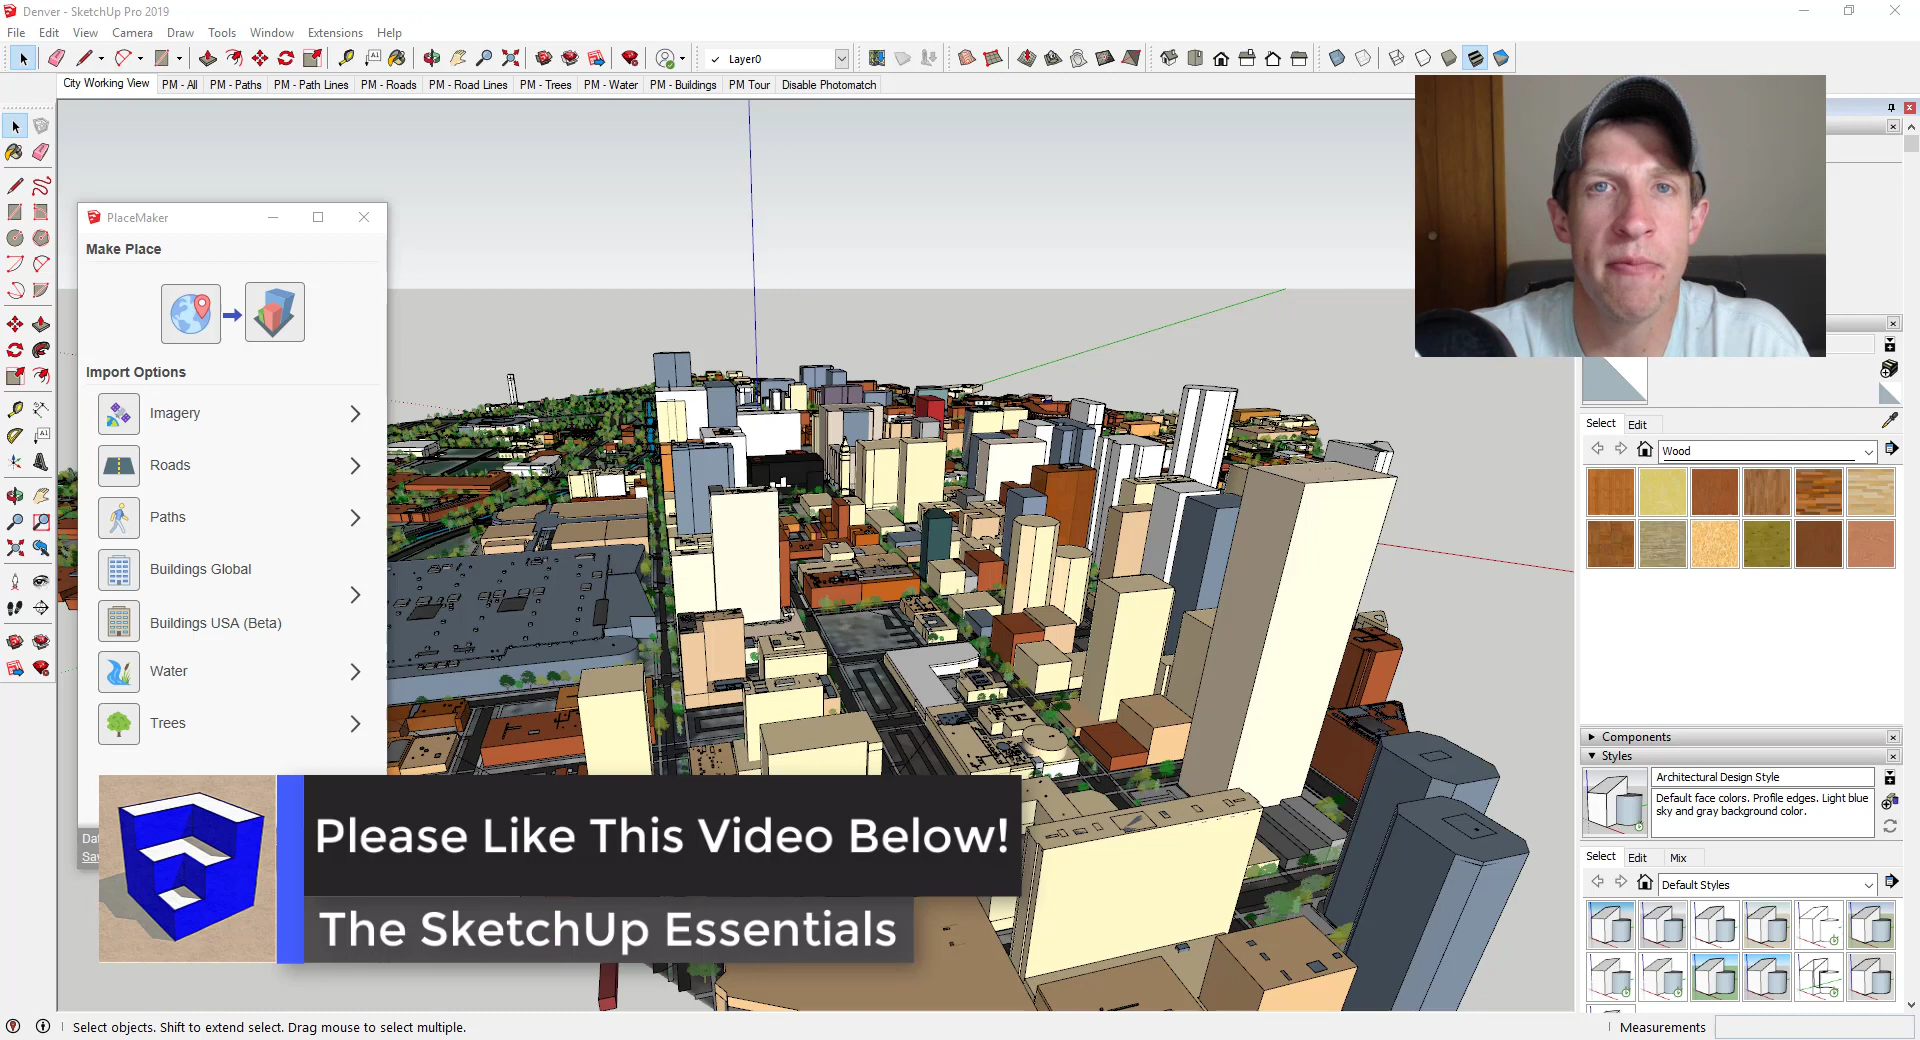 Denver - SketchUp Pro 2019
File Edit View Camera Draw Tools Window Extensions Help
Layer0
City Working View PM - All PM - Paths PM - Path Lines PM - Roads PM - Road Lines PM - Trees PM - Water PM - Buildings PM Tour Disable Photomatch
PlaceMaker
Make Place
Import Options
Imagery
Roads
Paths
Buildings Global
Buildings USA (Beta)
Water
Trees
Please Like This Video Below!
The SketchUp Essentials
Select Edit
Wood
Components
Styles
Architectural Design Style
Default face colors. Profile edges. Light blue
sky and gray background color.
Select Edit Mix
Default Styles
Select objects. Shift to extend select. Drag mouse to select multiple.
Measurements